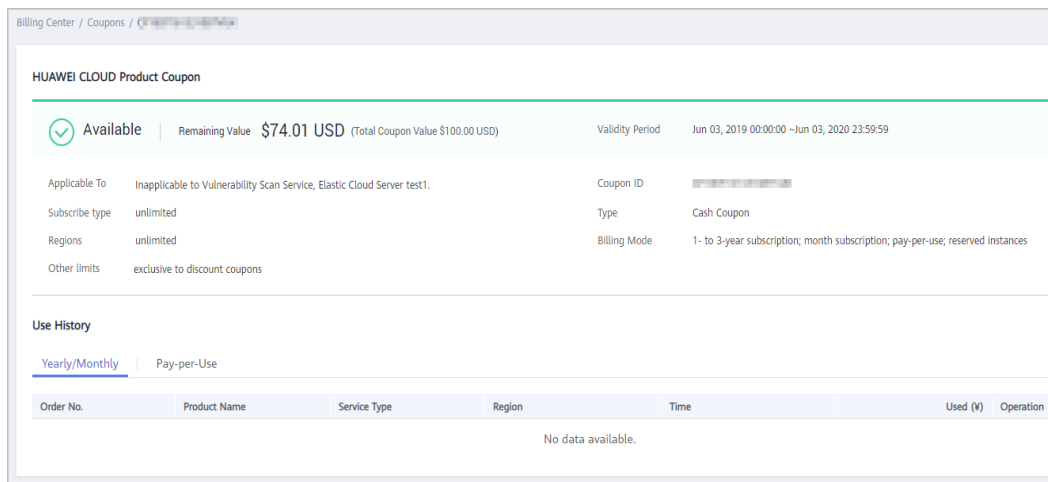 Billing Center / Coupons /
HUAWEI CLOUD Product Coupon
Available Remaining Value $74.01 USD (Total Coupon Value $100.00 USD) Validity Period Jun 03, 2019 00:00:00 ~Jun 03, 2020 23:59:59
Applicable To Inapplicable to Vulnerability Scan Service, Elastic Cloud Server test1. Coupon ID
Subscribe type unlimited Type Cash Coupon
Regions unlimited Billing Mode 1- to 3-year subscription; month subscription; pay-per-use; reserved instances
Other limits exclusive to discount coupons
Use History
Yearly/Monthly Pay-per-Use
Order No. Product Name Service Type Region Time Used (¥) Operation
No data available.